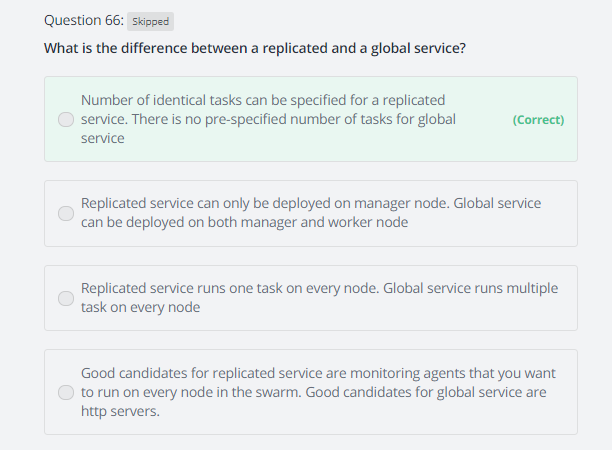 Question 66: Skipped
What is the difference between a replicated and a global service?
Number of identical tasks can be specified for a replicated
service. There is no pre-specified number of tasks for global
service
(Correct)
Replicated service can only be deployed on manager node. Global service
can be deployed on both manager and worker node
Replicated service runs one task on every node. Global service runs multiple
task on every node
Good candidates for replicated service are monitoring agents that you want
to run on every node in the swarm. Good candidates for global service are
http servers.